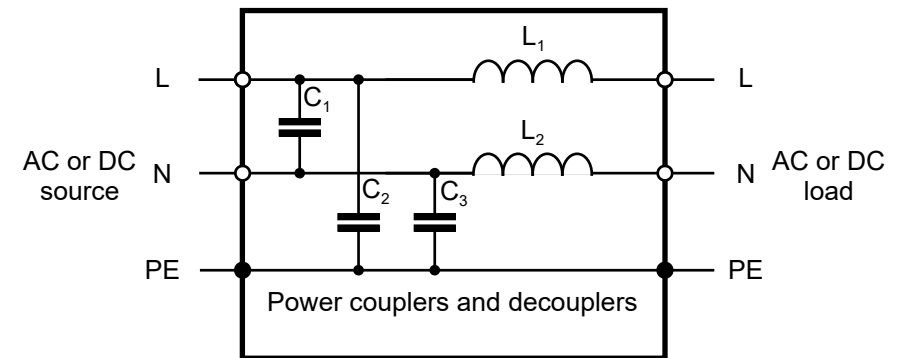 L₁
L
L
C₁
L₂
AC or DC
source
N
N
AC or DC
load
C₂
C₃
PE
PE
Power couplers and decouplers